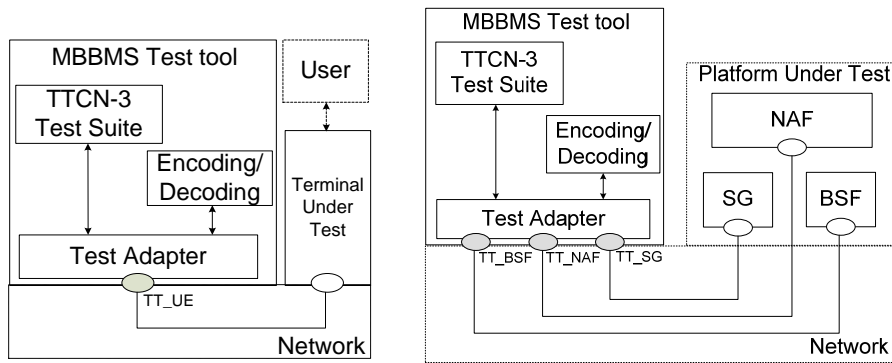 MBBMS Test tool
TTCN-3
Test Suite
Encoding/
Decoding
Test Adapter
TT_UE
User
Terminal
Under
Test
Network
MBBMS Test tool
TTCN-3
Test Suite
Encoding/
Decoding
Test Adapter
TT_BSF
TT_NAF
TT_SG
Platform Under Test
NAF
SG
BSF
Network